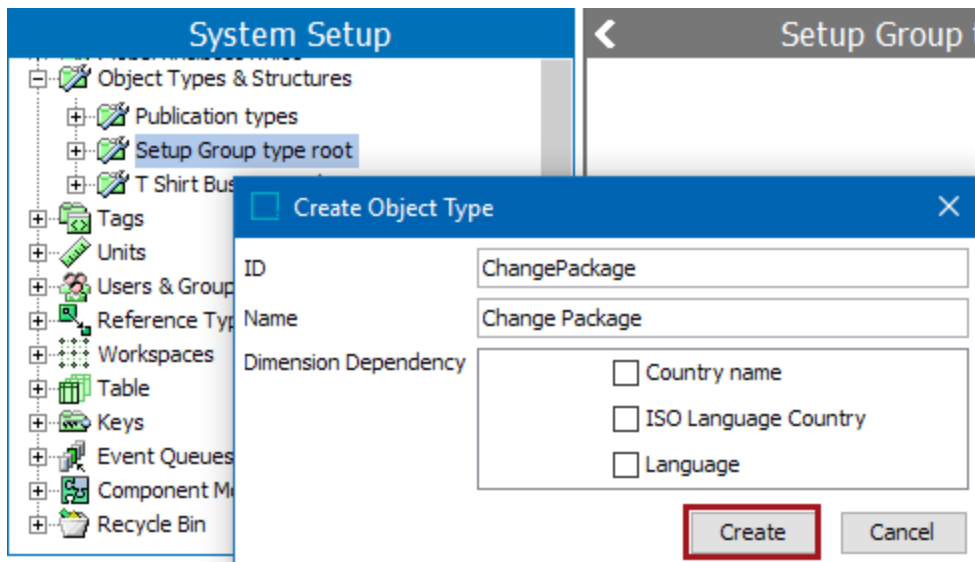 System Setup
Setup Group
Object Types & Structures
Publication types
Setup Group type root
T Shirt Bus
Tags
Units
Users & Group
Reference Typ
Workspaces
Table
Keys
Event Queues
Component M
Recycle Bin
Create Object Type
ID
ChangePackage
Name
Change Package
Dimension Dependency
Country name
ISO Language Country
Language
Create
Cancel